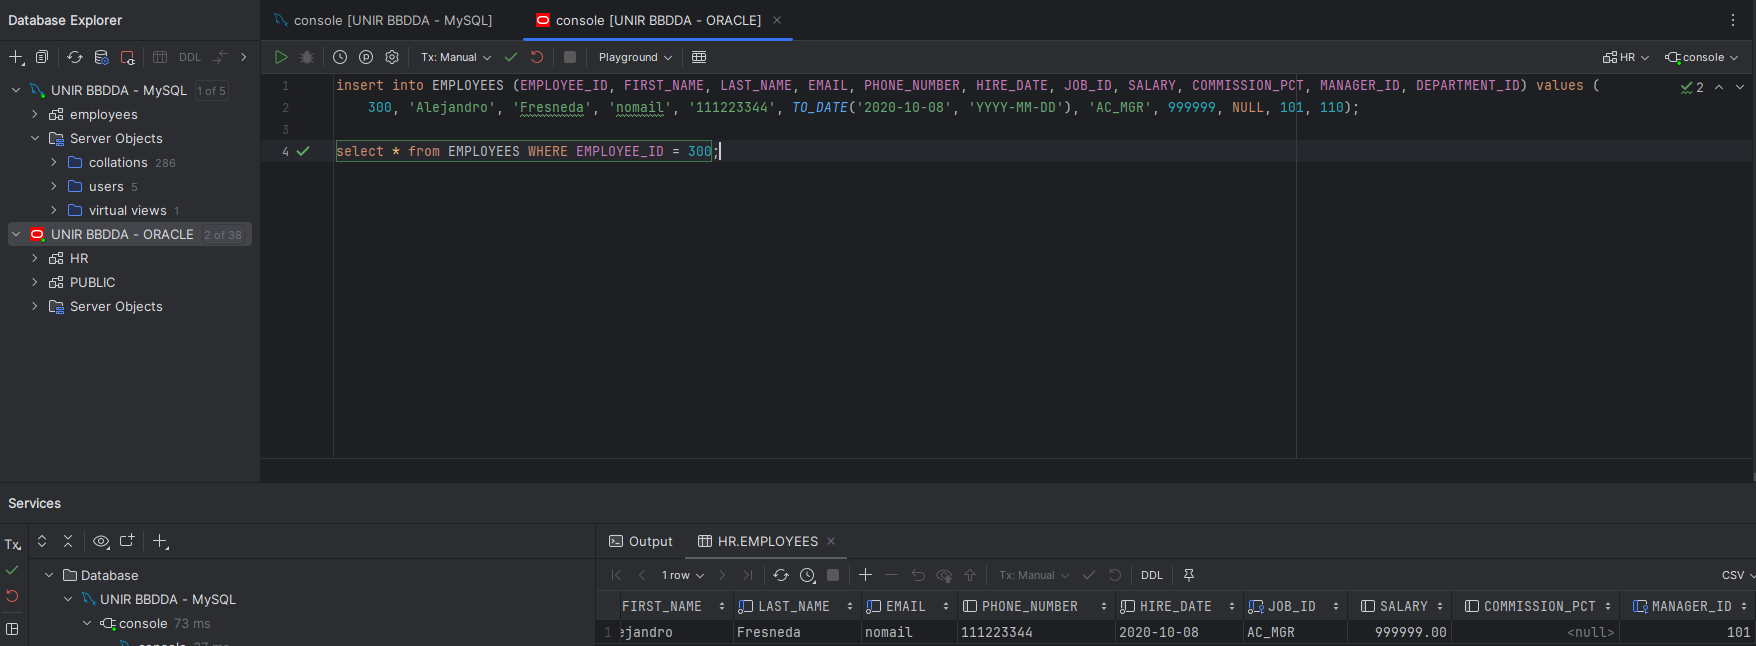 Database Explorer
console [UNIR BBDDA - MySQL]
console [UNIR BBDDA - ORACLE]
DDL
Tx: Manual
Playground
HR
console
UNIR BBDDA - MySQL 1 of 5
employees
Server Objects
collations 286
users 5
virtual views 1
UNIR BBDDA - ORACLE 2 of 38
HR
PUBLIC
Server Objects
1 insert into EMPLOYEES (EMPLOYEE_ID, FIRST_NAME, LAST_NAME, EMAIL, PHONE_NUMBER, HIRE_DATE, JOB_ID, SALARY, COMMISSION_PCT, MANAGER_ID, DEPARTMENT_ID) values (
2
2 300, 'Alejandro', 'Fresneda', 'nomail', '111223344', TO_DATE('2020-10-08', 'YYYY-MM-DD'), 'AC_MGR', 999999, NULL, 101, 110);
3
4 select * from EMPLOYEES WHERE EMPLOYEE_ID = 300;
Services
Tx
Database
UNIR BBDDA - MySQL
console 73 ms
Output
HR.EMPLOYEES
1 row
Tx: Manual
DDL
CSV
FIRST_NAME LAST_NAME EMAIL PHONE_NUMBER HIRE_DATE JOB_ID SALARY COMMISSION_PCT MANAGER_ID
1 ejandro Fresneda nomail 111223344 2020-10-08 AC_MGR 999999.00 <null> 101